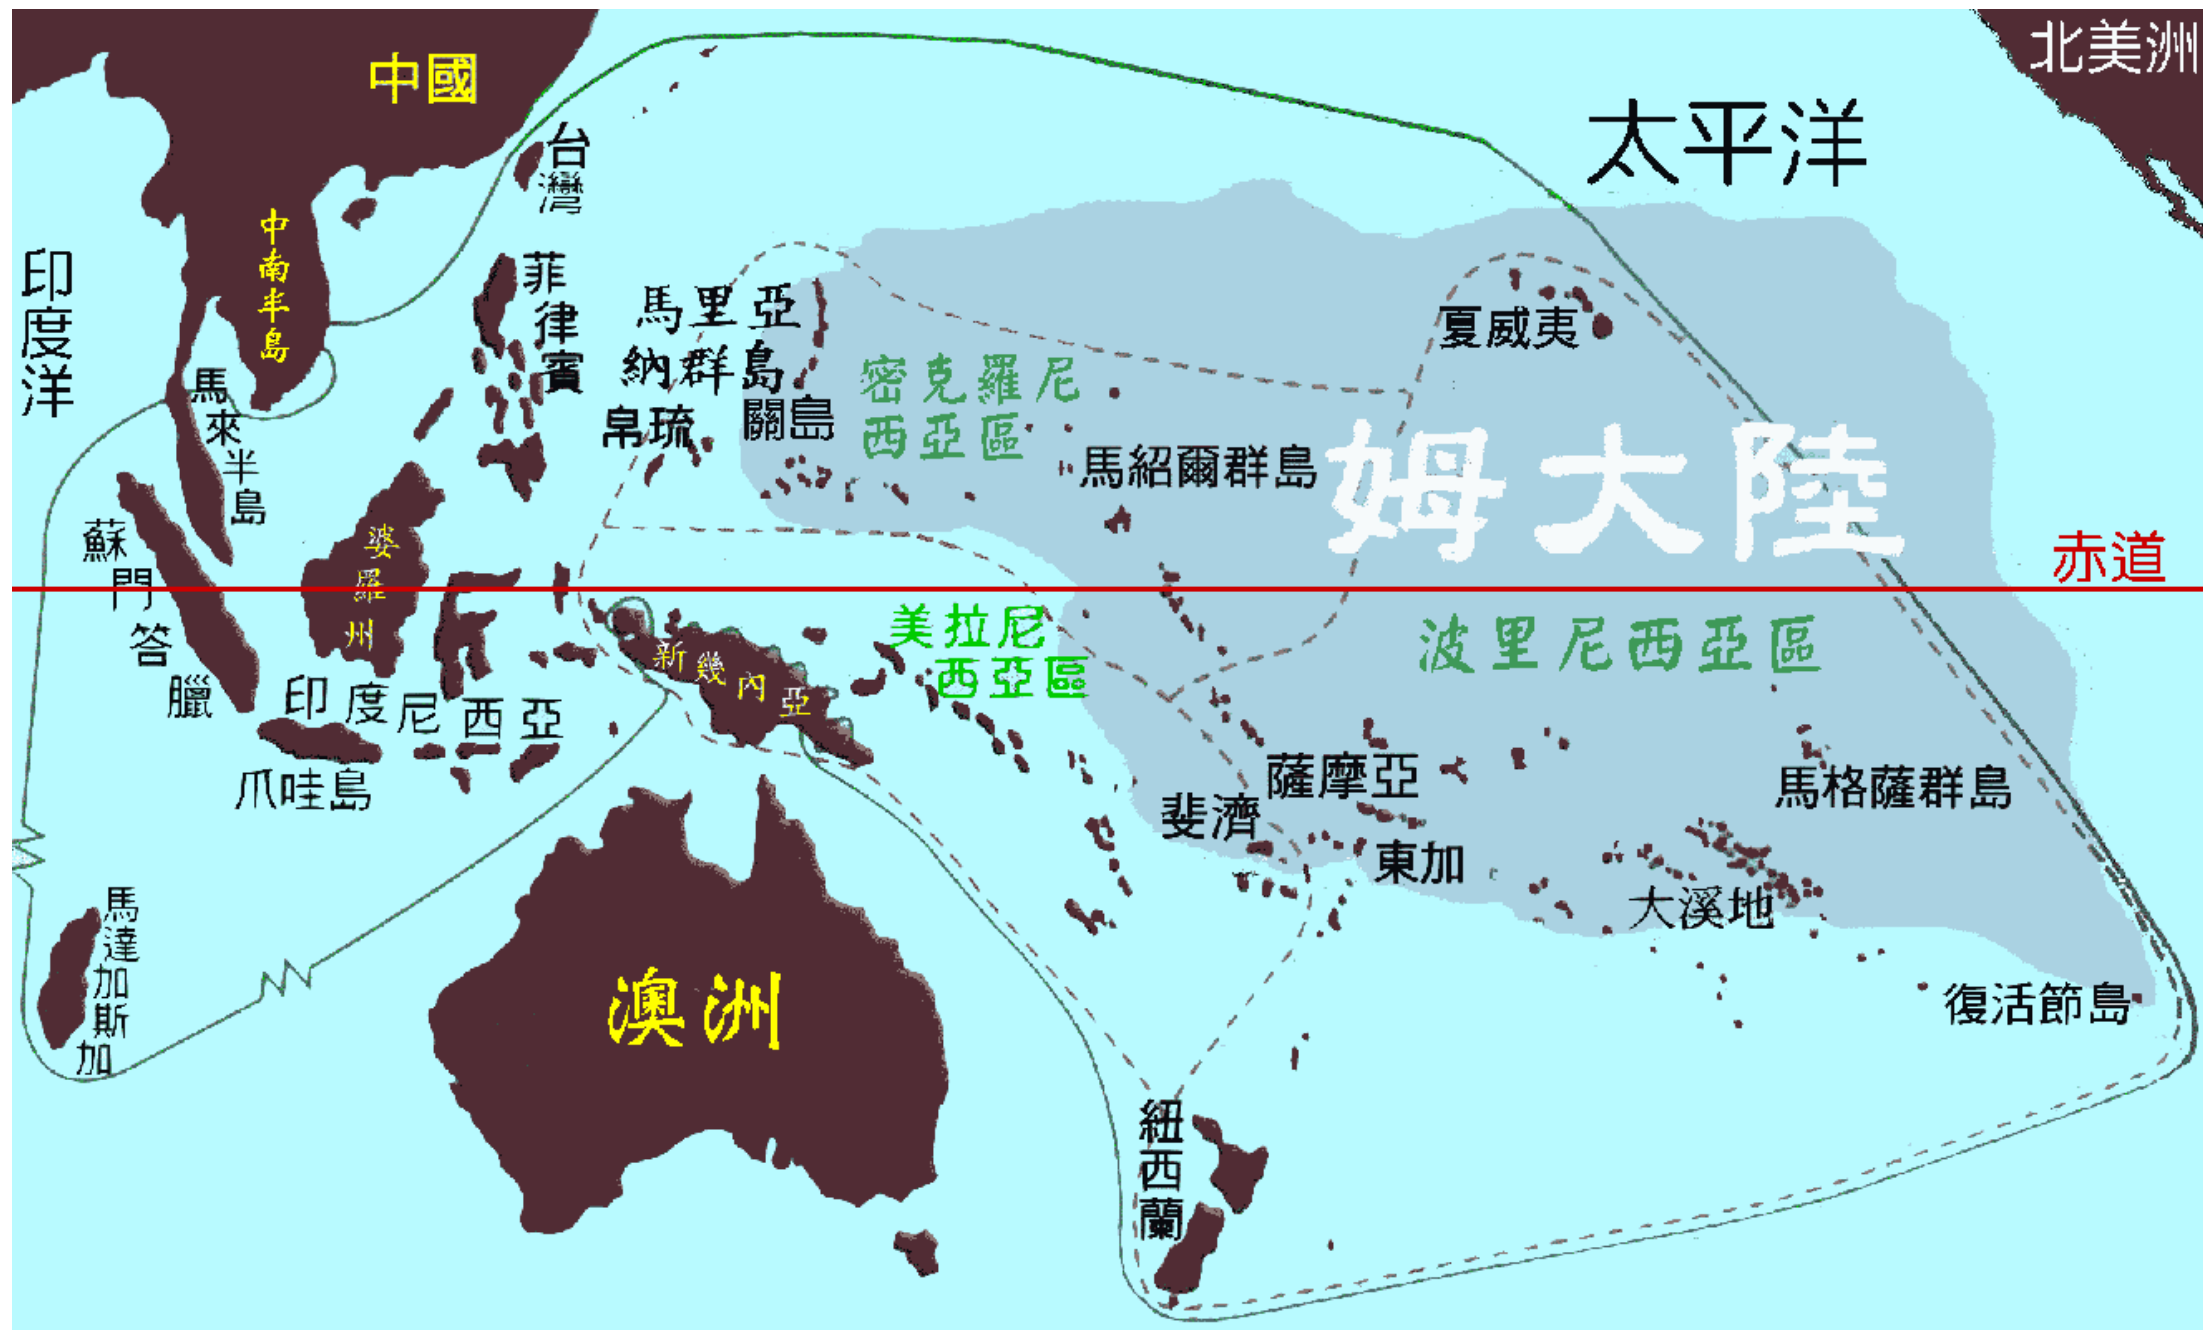 北美洲
中國
太平洋
台灣
中南半島
印度洋
菲律賓
馬里亞
納群島
夏威夷
密克羅尼
西亞區
馬來半島
帛琉
關島
馬紹爾群島
姆大陸
蘇門答臘
婆羅州
赤道
美拉尼
西亞區
波里尼西亞區
新幾內亞
印度尼西亞
爪哇島
薩摩亞
馬格薩群島
斐濟
東加
大溪地
馬達加斯加
澳洲
復活節島
紐西蘭